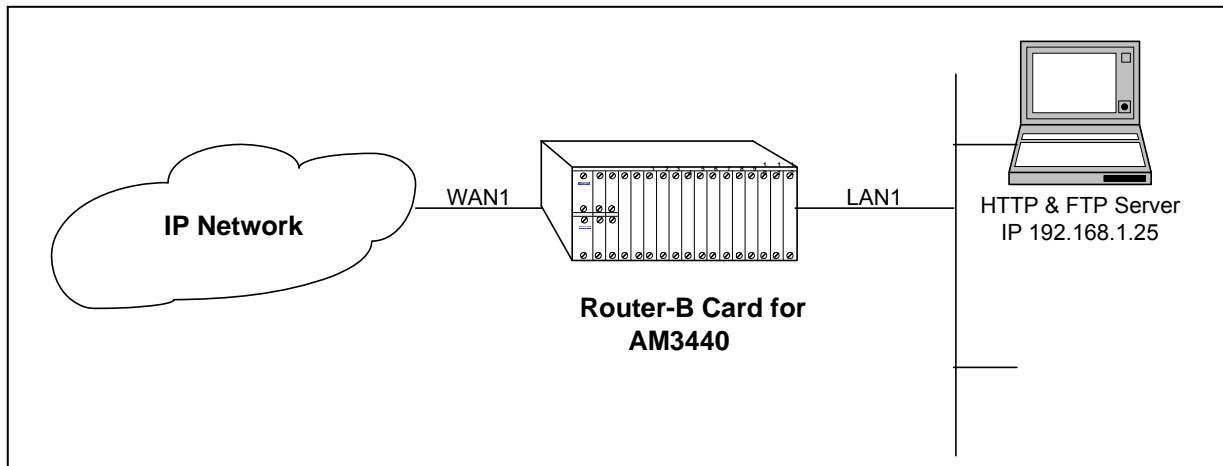 IP Network
WAN1
LAN1
HTTP & FTP Server
IP 192.168.1.25
Router-B Card for
AM3440